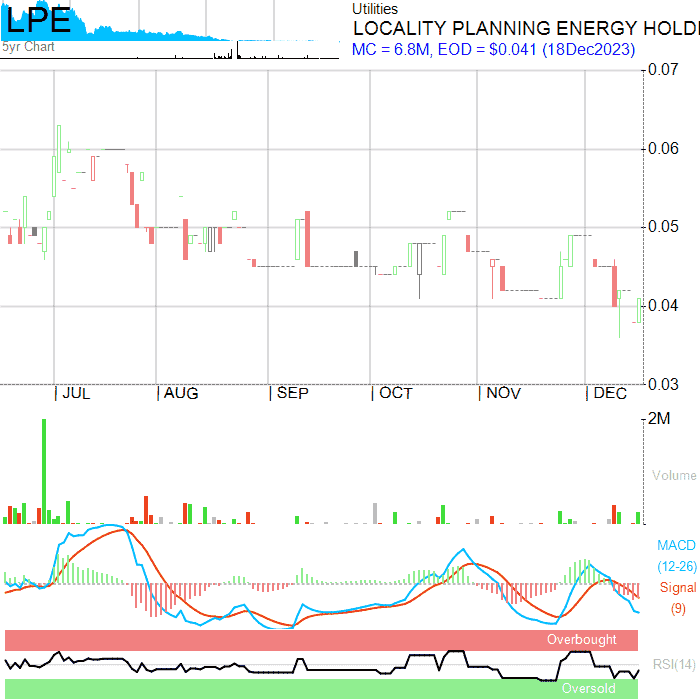 LPE
5yr Chart
Utilities
LOCALITY PLANNING ENERGY HOLDI
MC = 6.8M, EOD = $0.041 (18Dec2023)
0.07
0.06
0.05
0.04
0.03
JUL AUG SEP OCT NOV DEC
2M
Volume
MACD
(12-26)
Signal
(9)
Overbought
RSI(14)
Oversold